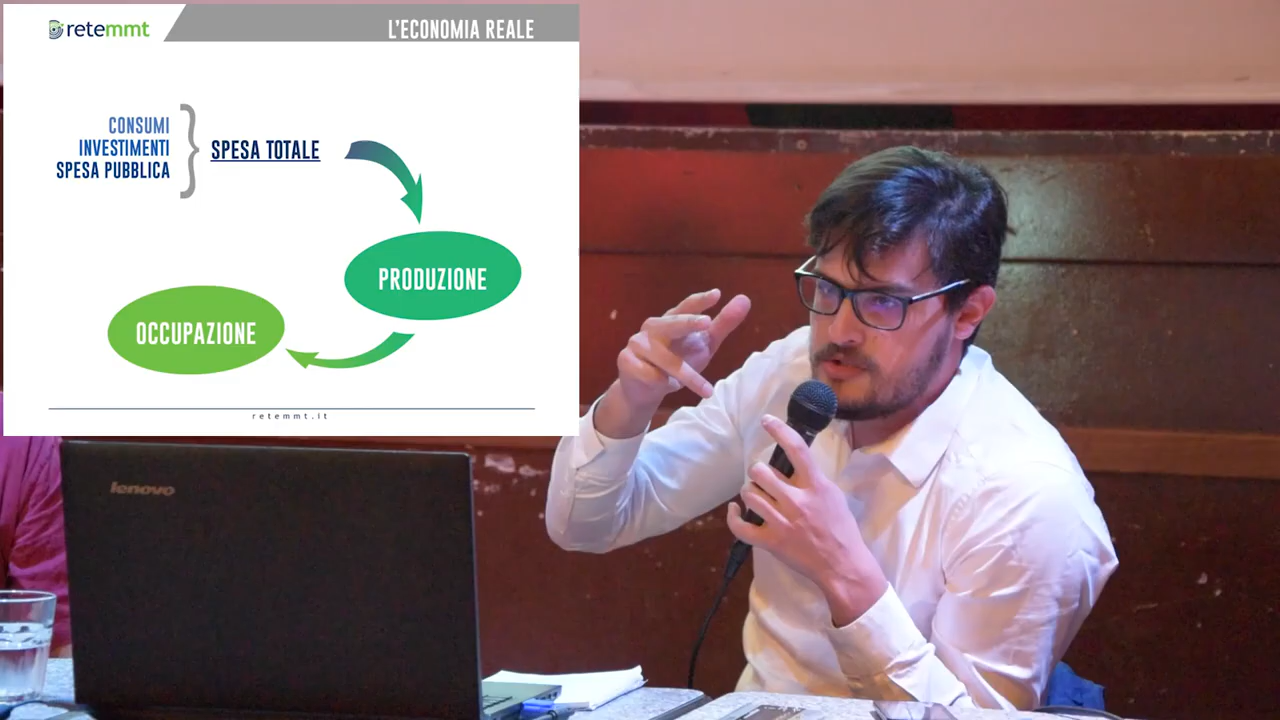 retemmt
L'ECONOMIA REALE
CONSUMI
INVESTIMENTI
SPESA PUBBLICA
SPESA TOTALE
PRODUZIONE
OCCUPAZIONE
retemmt.it
lenovo